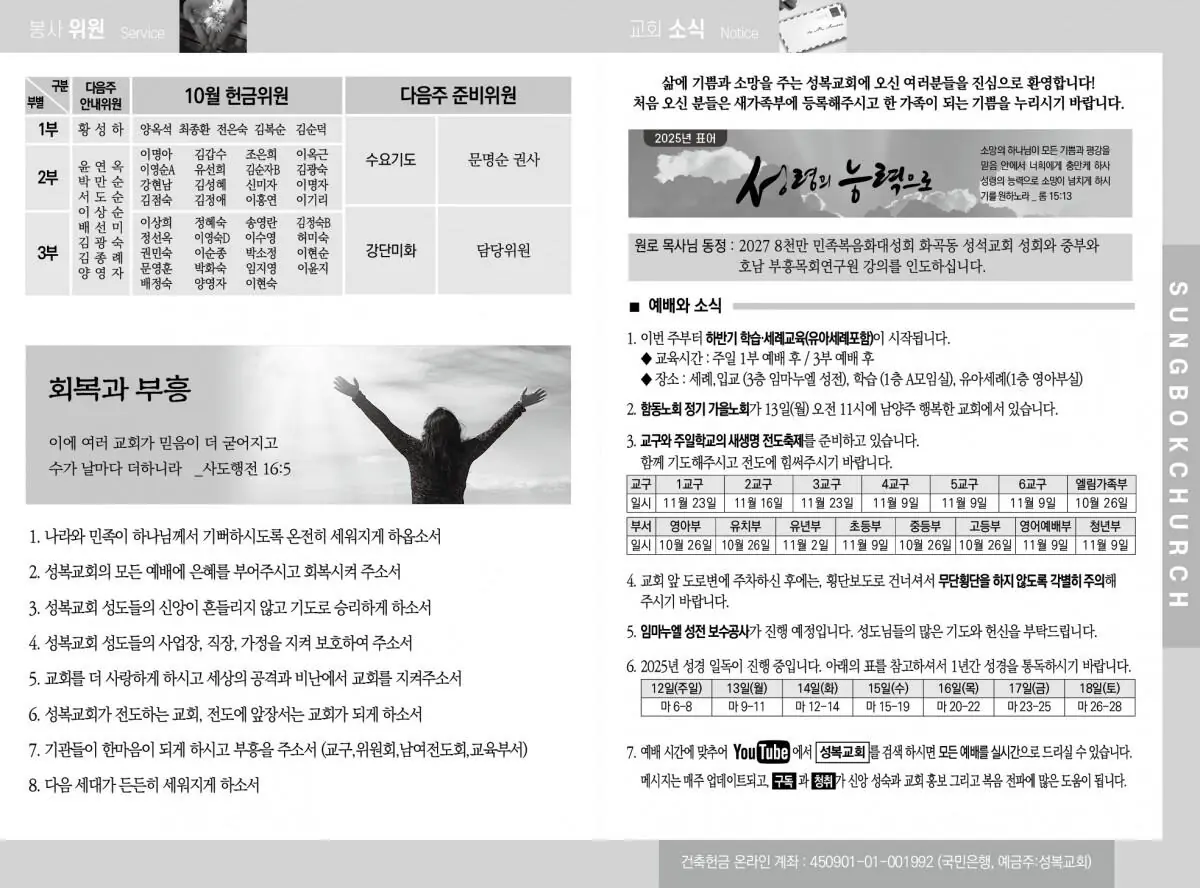 봉사 위원 Service
구분 부별 다음주 안내위원 10월 헌금위원 다음주 준비위원
1부 황성하 양옥석 최종환 전은숙 김복순 김순덕
2부
윤연옥
박만순
서도순
이상순
배선미
김광숙
김종례
양영자
이명아 김갑수 조은희 이옥근
이영순A 유선희 김순자B 김광숙
강현남 김성혜 신미자 이명자
김점숙 김정애 이홍연 이기리
3부
이상희 정혜숙 송영란 김정숙B
정선옥 이영숙D 이수영 허미숙
권민숙 이순종 박소정 이현순
문영훈 박화숙 임지영 이윤지
배정숙 양영자 이현숙
수요기도 문명순 권사
강단미화 담당위원
회복과 부흥
이에 여러 교회가 믿음이 더 굳어지고
수가 날마다 더하니라 _사도행전 16:5
1. 나라와 민족이 하나님께서 기뻐하시도록 온전히 세워지게 하옵소서
2. 성복교회의 모든 예배에 은혜를 부어주시고 회복시켜 주소서
3. 성복교회 성도들의 신앙이 흔들리지 않고 기도로 승리하게 하소서
4. 성복교회 성도들의 사업장, 직장, 가정을 지켜 보호하여 주소서
5. 교회를 더 사랑하게 하시고 세상의 공격과 비난에서 교회를 지켜주소서
6. 성복교회가 전도하는 교회, 전도에 앞장서는 교회가 되게 하소서
7. 기관들이 한마음이 되게 하시고 부흥을 주소서 (교구,위원회,남여전도회,교육부서)
8. 다음 세대가 든든히 세워지게 하소서
교회 소식 Notice
삶에 기쁨과 소망을 주는 성복교회에 오신 여러분들을 진심으로 환영합니다!
처음 오신 분들은 새가족부에 등록해주시고 한 가족이 되는 기쁨을 누리시기 바랍니다.
2025년 표어
성령의 능력으로
소망의 하나님이 모든 기쁨과 평강을
믿음 안에서 너희에게 충만케 하사
성령의 능력으로 소망이 넘치게 하시
기를 원하노라 _ 롬 15:13
원로 목사님 동정 : 2027 8천만 민족복음화대성회 화곡동 성석교회 성회와 중부와
호남 부흥목회연구원 강의를 인도하십니다.
■ 예배와 소식
1. 이번 주부터 하반기 학습·세례교육(유아세례포함)이 시작됩니다.
◆ 교육시간 : 주일 1부 예배 후 / 3부 예배 후
◆ 장소 : 세례,입교 (3층 임마누엘 성전), 학습 (1층 A모임실), 유아세례(1층 영아부실)
2. 함동노회 정기 가을노회가 13일(월) 오전 11시에 남양주 행복한 교회에서 있습니다.
3. 교구와 주일학교의 새생명 전도축제를 준비하고 있습니다.
함께 기도해주시고 전도에 힘써주시기 바랍니다.
교구 1교구 2교구 3교구 4교구 5교구 6교구 엘림가족부
일시 11월 23일 11월 16일 11월 23일 11월 9일 11월 9일 11월 9일 10월 26일
부서 영아부 유치부 유년부 초등부 중등부 고등부 영어예배부 청년부
일시 10월 26일 10월 26일 11월 2일 11월 9일 10월 26일 10월 26일 11월 9일 11월 9일
4. 교회 앞 도로변에 주차하신 후에는, 횡단보도로 건너셔서 무단횡단을 하지 않도록 각별히 주의해
주시기 바랍니다.
5. 임마누엘 성전 보수공사가 진행 예정입니다. 성도님들의 많은 기도와 헌신을 부탁드립니다.
6. 2025년 성경 일독이 진행 중입니다. 아래의 표를 참고하셔서 1년간 성경을 통독하시기 바랍니다.
12일(주일) 13일(월) 14일(화) 15일(수) 16일(목) 17일(금) 18일(토)
마 6-8 마 9-11 마 12-14 마 15-19 마 20-22 마 23-25 마 26-28
7. 예배 시간에 맞추어 YouTube에서 성복교회를 검색 하시면 모든 예배를 실시간으로 드리실 수 있습니다.
메시지는 매주 업데이트되고, 구독 과 청취가 신앙 성숙과 교회 홍보 그리고 복음 전파에 많은 도움이 됩니다.
SUNGBOKCHURCH
건축헌금 온라인 계좌 : 450901-01-001992 (국민은행, 예금주:성복교회)